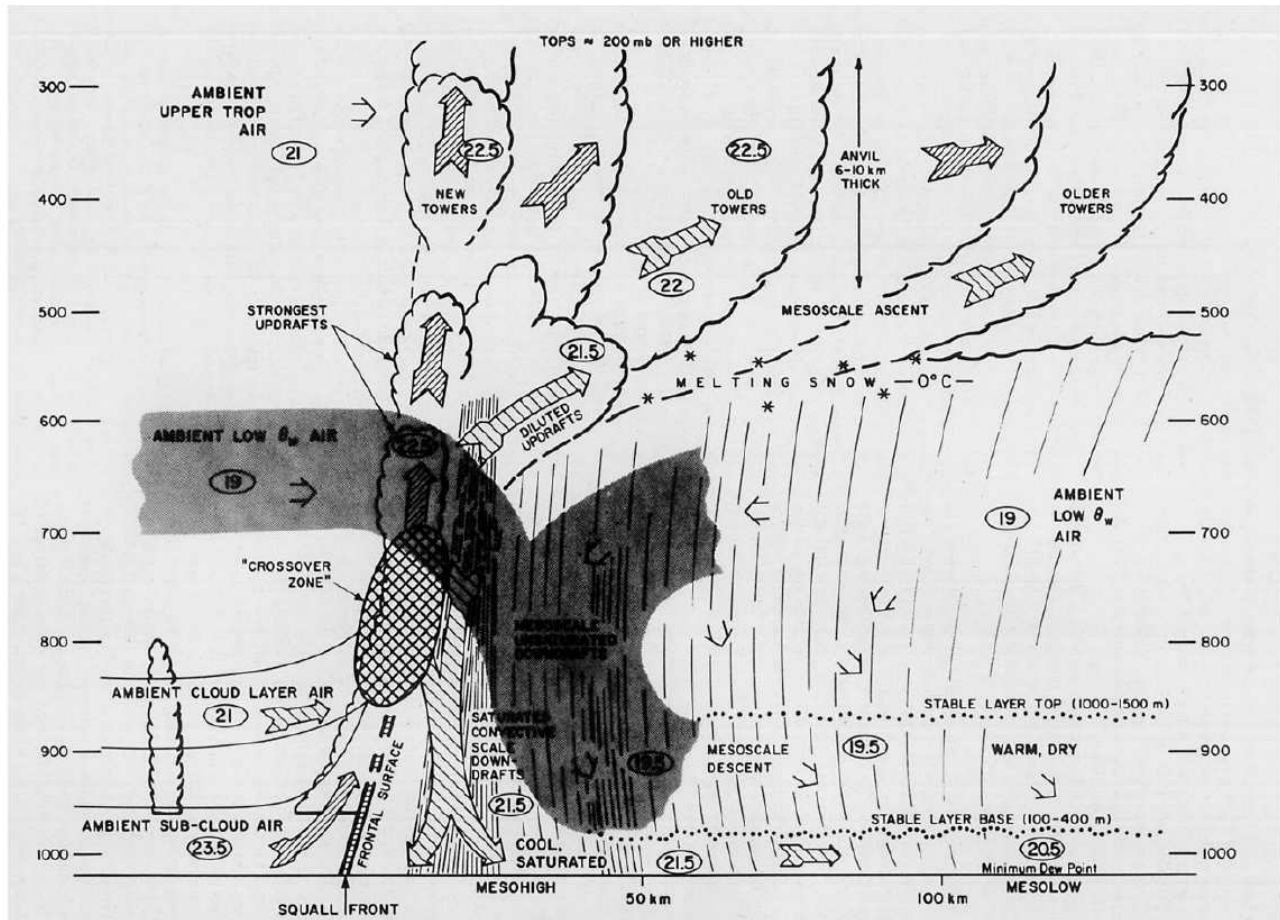 TOPS ≈ 200 mb OR HIGHER
300
300
AMBIENT
UPPER TROP
AIR
21
22.5
NEW
TOWERS
22.5
OLD
TOWERS
ANVIL
6-10 km
THICK
OLDER
TOWERS
400
400
22
MESOSCALE ASCENT
STRONGEST
UPDRAFTS
500
500
21.5
MELTING SNOW —0°C—
DILUTED
UPDRAFTS
600
600
AMBIENT LOW θw AIR
22.5
19
19
AMBIENT
LOW θw
AIR
700
700
"CROSSOVER
ZONE"
MESOSCALE
UNSATURATED
DOWNDRAFTS
800
800
AMBIENT CLOUD LAYER AIR
21
STABLE LAYER TOP (1000-1500 m)
SATURATED
CONVECTIVE
SCALE
DOWN-
DRAFTS
21.5
19.5
MESOSCALE
DESCENT
19.5
WARM, DRY
900
900
FRONTAL SURFACE
STABLE LAYER BASE (100-400 m)
AMBIENT SUB-CLOUD AIR
23.5
COOL,
SATURATED
21.5
20.5
Minimum Dew Point
1000
1000
MESOHIGH
50 km
100 km
MESOLOW
SQUALL FRONT